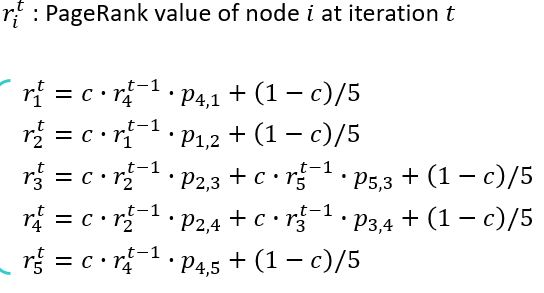 r_i^t : PageRank value of node i at iteration t
r_1^t = c · r_4^{t−1} · p_{4,1} + (1 − c)/5
r_2^t = c · r_1^{t−1} · p_{1,2} + (1 − c)/5
r_3^t = c · r_2^{t−1} · p_{2,3} + c · r_5^{t−1} · p_{5,3} + (1 − c)/5
r_4^t = c · r_2^{t−1} · p_{2,4} + c · r_3^{t−1} · p_{3,4} + (1 − c)/5
r_5^t = c · r_4^{t−1} · p_{4,5} + (1 − c)/5